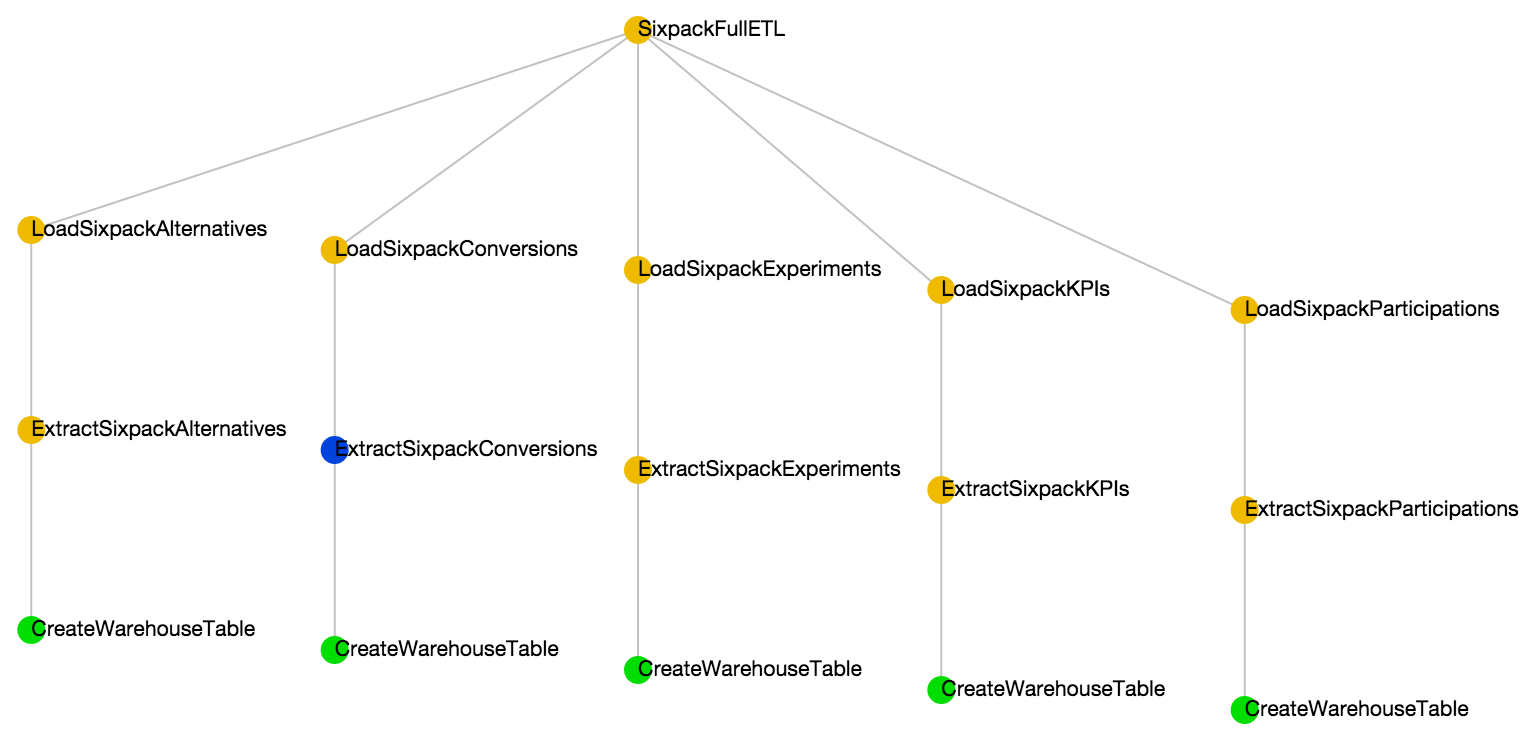 SixpackFullETL
LoadSixpackAlternatives
LoadSixpackConversions
LoadSixpackExperiments
LoadSixpackKPIs
LoadSixpackParticipations
ExtractSixpackAlternatives
ExtractSixpackConversions
ExtractSixpackExperiments
ExtractSixpackKPIs
ExtractSixpackParticipations
CreateWarehouseTable
CreateWarehouseTable
CreateWarehouseTable
CreateWarehouseTable
CreateWarehouseTable